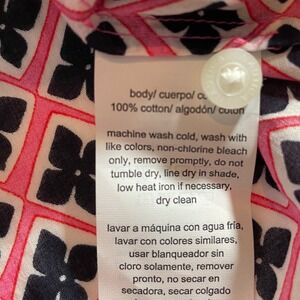 body/ cuerpo/
100% cotton/ algodón/ coton
machine wash cold, wash with
like colors, non-chlorine bleach
only, remove promptly, do not
tumble dry, line dry in shade,
low heat iron if necessary,
dry clean
lavar a máquina con agua fria,
lavar con colores similares,
usar blanqueador sin
cloro solamente, remover
pronto, no secar en
secadora, secar colgado